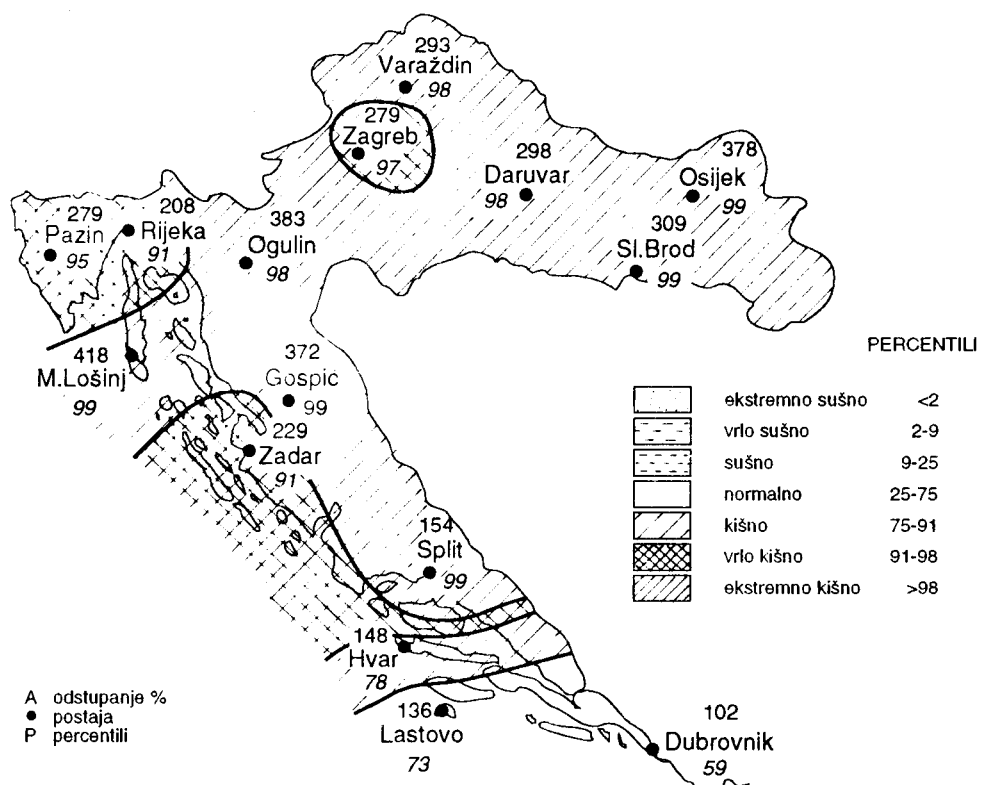 293
Varaždin
98
279
Zagreb
97
298
Daruvar
98
378
Osijek
99
309
Sl.Brod
99
279
Pazin
95
208
Rijeka
91
383
Ogulin
98
418
M.Lošinj
99
372
Gospić
99
229
Zadar
91
154
Split
99
148
Hvar
78
136
Lastovo
73
102
Dubrovnik
59
PERCENTILI
ekstremno sušno <2
vrlo sušno 2-9
sušno 9-25
normalno 25-75
kišno 75-91
vrlo kišno 91-98
ekstremno kišno >98
A odstupanje %
● postaja
P percentili